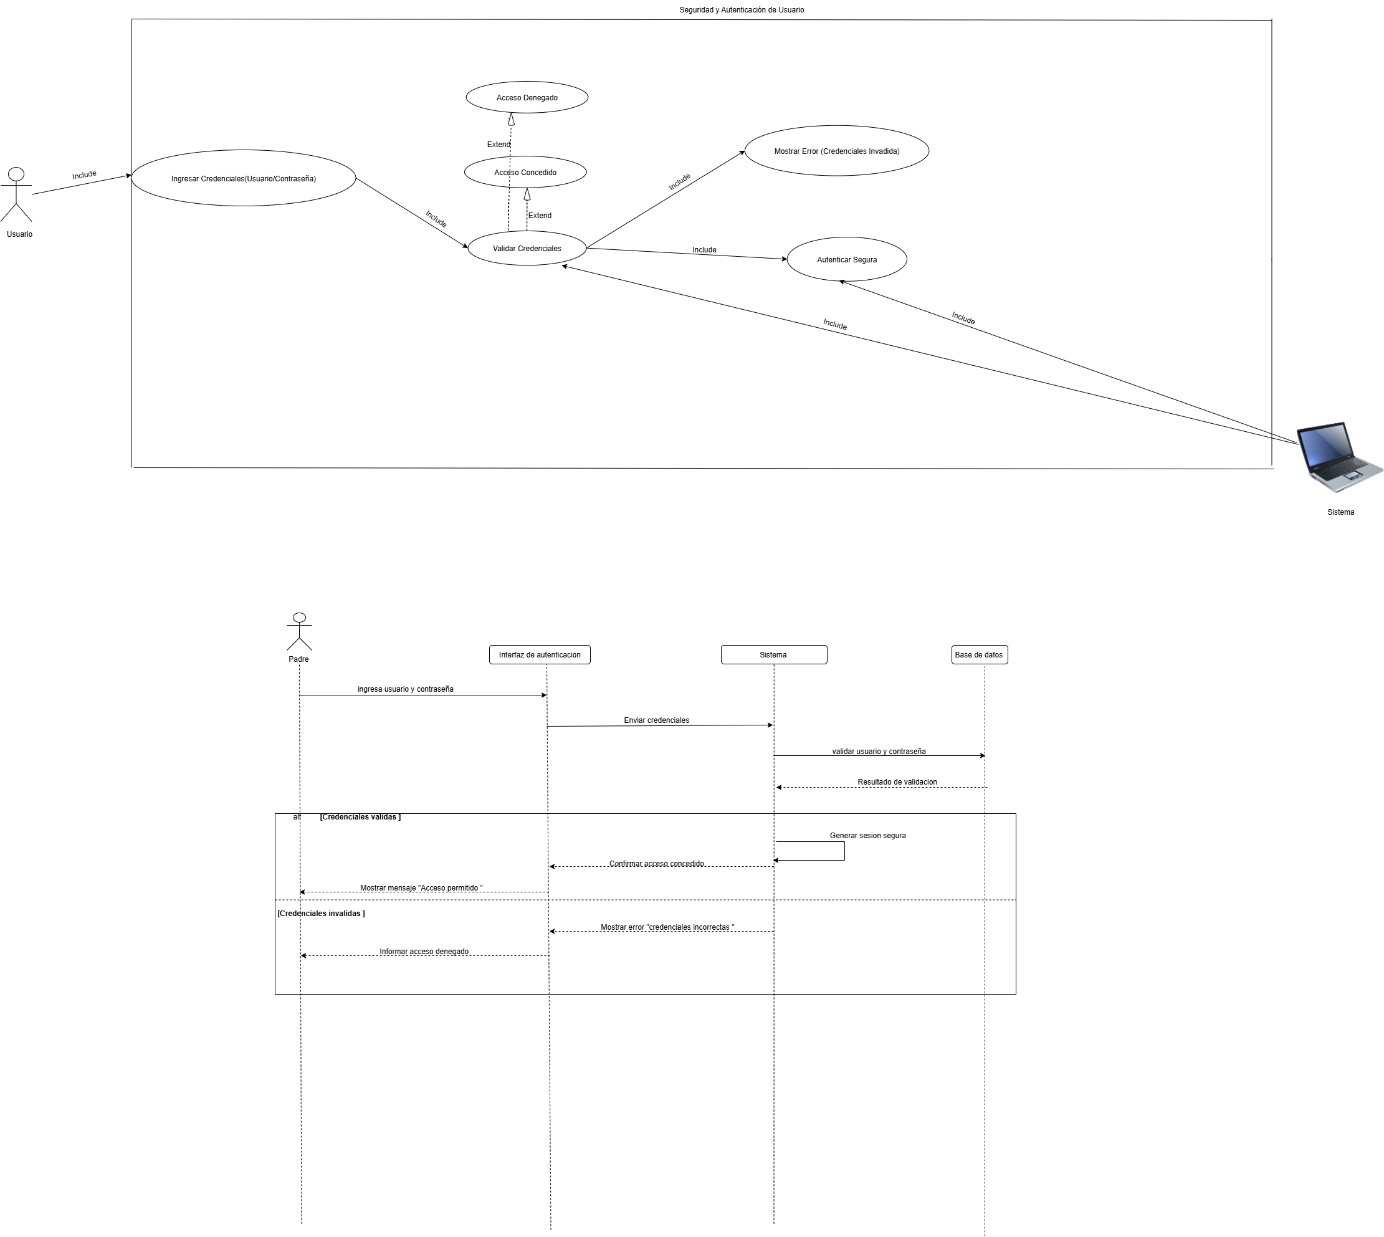 Seguridad y Autenticación de Usuario
Acceso Denegado
Extend
Mostrar Error (Credenciales Invadida)
Include
Ingresar Credenciales(Usuario/Contraseña)
Acceso Concedido
Include
Include
Extend
Usuario
Validar Credenciales
Include
Autenticar Segura
Include
Include
Sistema
Padre
Interfaz de autenticacion
Sistema
Base de datos
ingresa usuario y contraseña
Enviar credenciales
validar usuario y contraseña
Resultado de validacion
alt
[Credenciales validas ]
Generar sesion segura
Confirmar acceso concedido
Mostrar mensaje "Acceso permitido "
[Credenciales invalidas ]
Mostrar error "credenciales incorrectas "
Informar acceso denegado